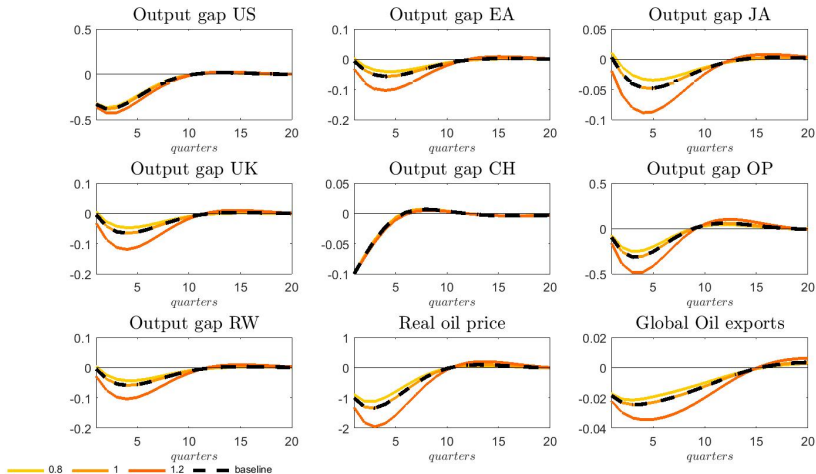 Output gap US
Output gap EA
Output gap JA
0.5
0
-0.5
5 10 15 20
quarters
0.1
0
-0.1
-0.2
5 10 15 20
quarters
0.05
0
-0.05
-0.1
5 10 15 20
quarters
Output gap UK
Output gap CH
Output gap OP
0.1
0
-0.1
-0.2
5 10 15 20
quarters
0.05
0
-0.05
-0.1
5 10 15 20
quarters
0.5
0
-0.5
5 10 15 20
quarters
Output gap RW
Real oil price
Global Oil exports
0.1
0
-0.1
-0.2
5 10 15 20
quarters
1
0
-1
-2
5 10 15 20
quarters
0.02
0
-0.02
-0.04
5 10 15 20
quarters
0.8 1 1.2 baseline